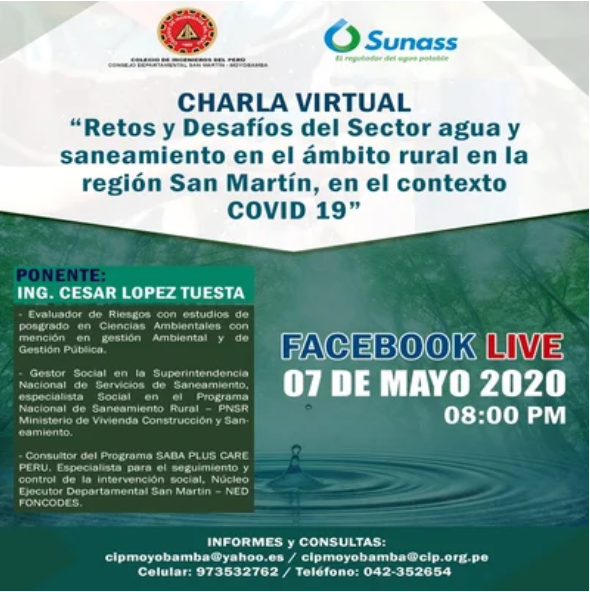 COLEGIO DE INGENIEROS DEL PERÚ
CONSEJO DEPARTAMENTAL SAN MARTIN - MOYOBAMBA
Sunass
El regulador del agua potable
CHARLA VIRTUAL
“Retos y Desafíos del Sector agua y
saneamiento en el ámbito rural en la
región San Martín, en el contexto
COVID 19”
PONENTE:
ING. CESAR LOPEZ TUESTA
- Evaluador de Riesgos con estudios de
posgrado en Ciencias Ambientales con
mención en gestión Ambiental y de
Gestión Pública.
- Gestor Social en la Superintendencia
Nacional de Servicios de Saneamiento,
especialista Social en el Programa
Nacional de Saneamiento Rural – PNSR
Ministerio de Vivienda Construcción y San-
eamiento.
- Consultor del Programa SABA PLUS CARE
PERU. Especialista para el seguimiento y
control de la intervención social, Núcleo
Ejecutor Departamental San Martin – NED
FONCODES.
FACEBOOK LIVE
07 DE MAYO 2020
08:00 PM
INFORMES y CONSULTAS:
cipmoyobamba@yahoo.es / cipmoyobamba@cip.org.pe
Celular: 973532762 / Teléfono: 042-352654